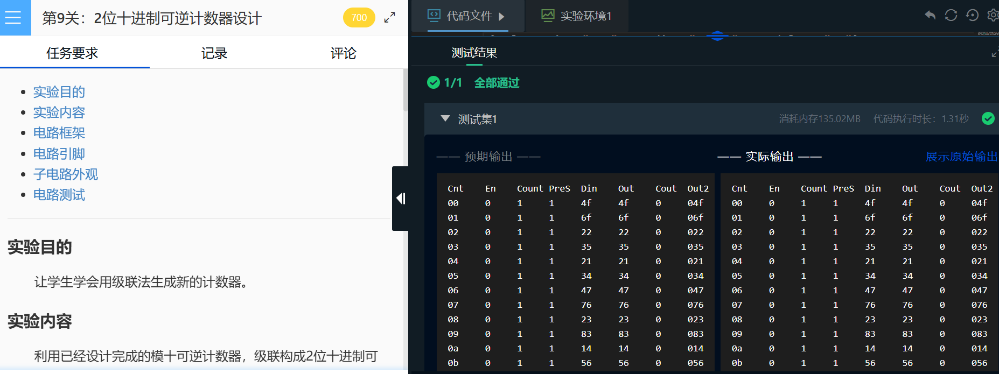 第9关：2位十进制可逆计数器设计
700
任务要求 记录 评论
实验目的
实验内容
电路框架
电路引脚
子电路外观
电路测试
实验目的
让学生学会用级联法生成新的计数器。
实验内容
利用已经设计完成的模十可逆计数器，级联构成2位十进制可
代码文件 实验环境1
测试结果
1/1 全部通过
测试集1 消耗内存135.02MB 代码执行时长：1.31秒
—— 预期输出 ——
Cnt En Count PreS Din Out Cout Out2
00 0 1 1 4f 4f 0 04f
01 0 1 1 6f 6f 0 06f
02 0 1 1 22 22 0 022
03 0 1 1 35 35 0 035
04 0 1 1 21 21 0 021
05 0 1 1 34 34 0 034
06 0 1 1 47 47 0 047
07 0 1 1 76 76 0 076
08 0 1 1 23 23 0 023
09 0 1 1 83 83 0 083
0a 0 1 1 14 14 0 014
0b 0 1 1 56 56 0 056
—— 实际输出 —— 展示原始输出
Cnt En Count PreS Din Out Cout Out2
00 0 1 1 4f 4f 0 04f
01 0 1 1 6f 6f 0 06f
02 0 1 1 22 22 0 022
03 0 1 1 35 35 0 035
04 0 1 1 21 21 0 021
05 0 1 1 34 34 0 034
06 0 1 1 47 47 0 047
07 0 1 1 76 76 0 076
08 0 1 1 23 23 0 023
09 0 1 1 83 83 0 083
0a 0 1 1 14 14 0 014
0b 0 1 1 56 56 0 056